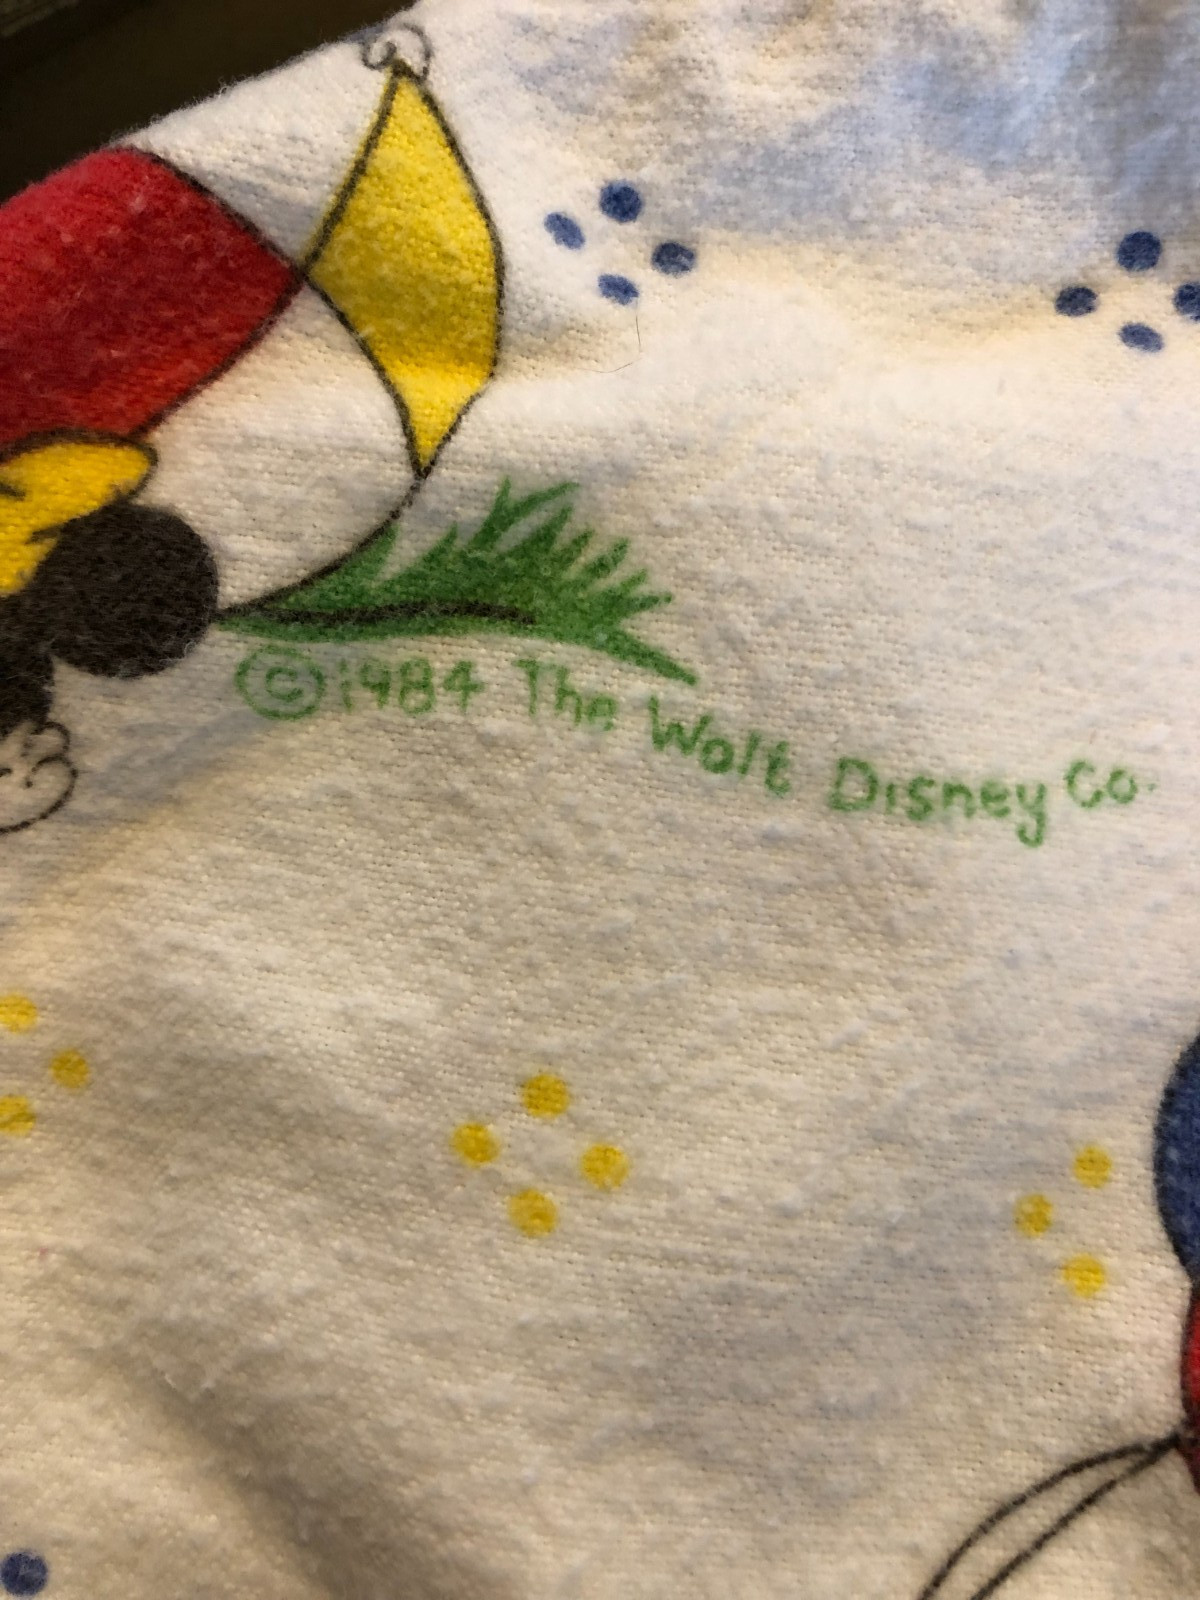 ©1984 The Walt Disney Co.